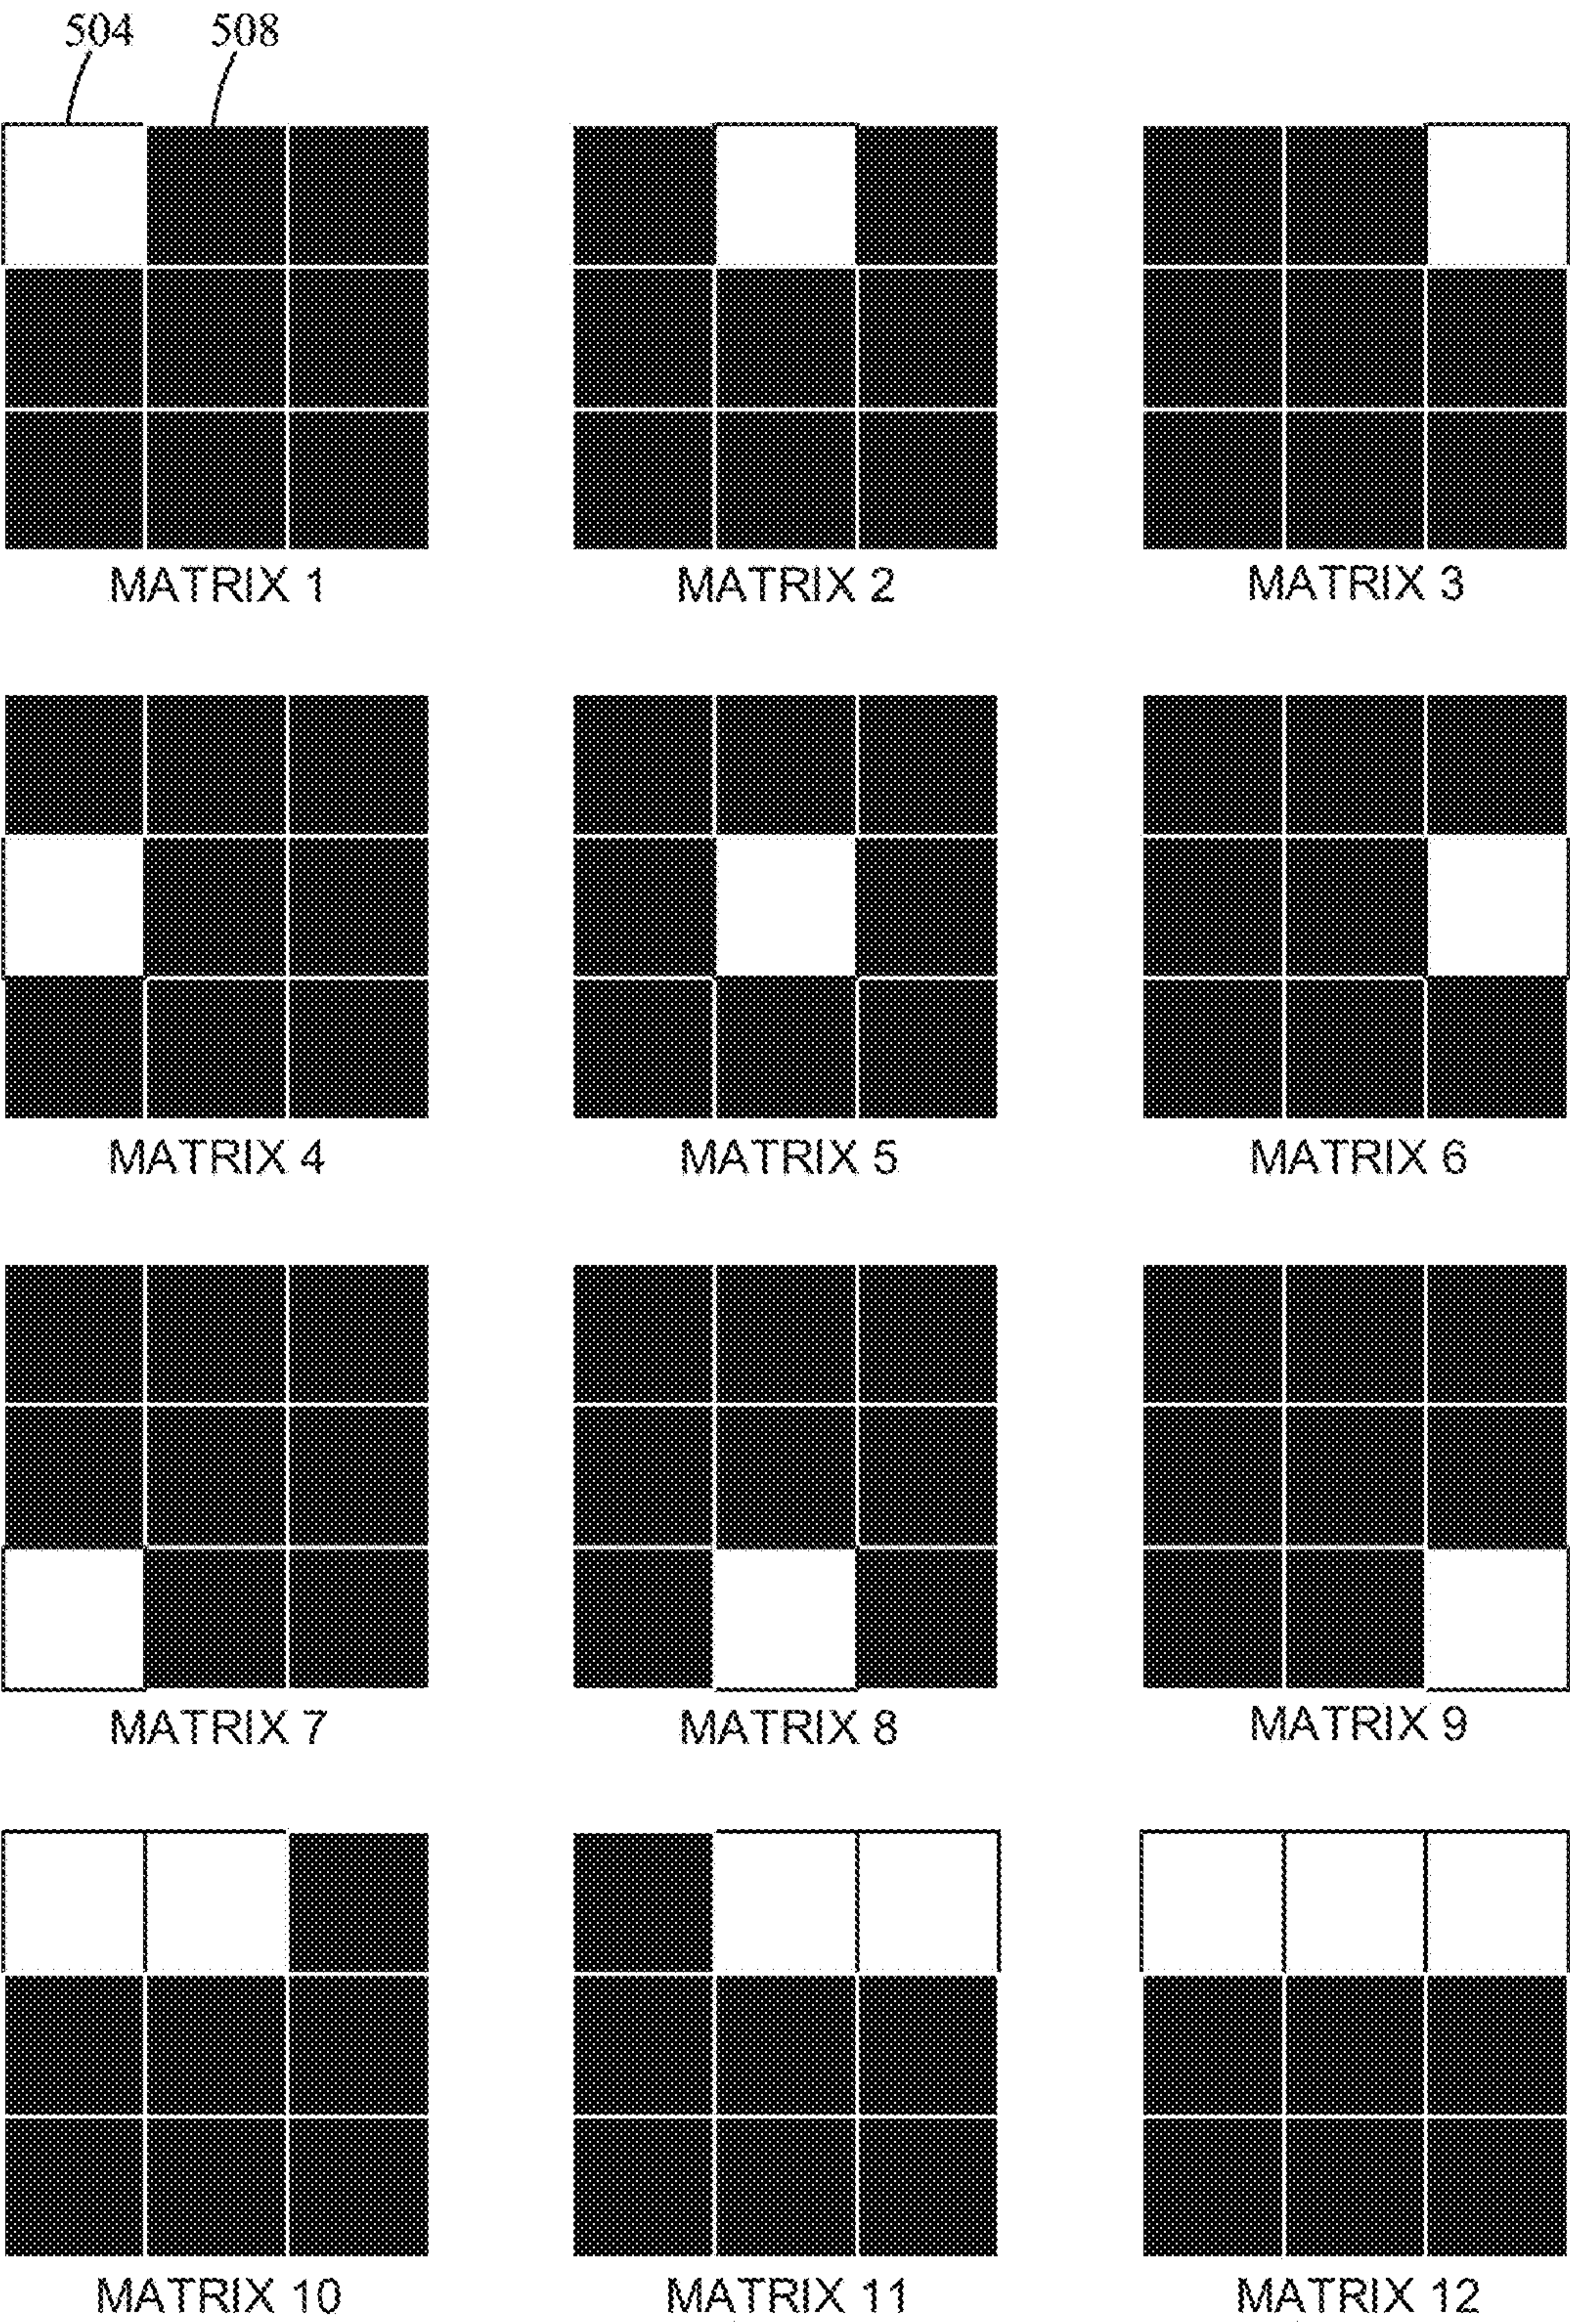 504 508
MATRIX 1 MATRIX 2 MATRIX 3
MATRIX 4 MATRIX 5 MATRIX 6
MATRIX 7 MATRIX 8 MATRIX 9
MATRIX 10 MATRIX 11 MATRIX 12